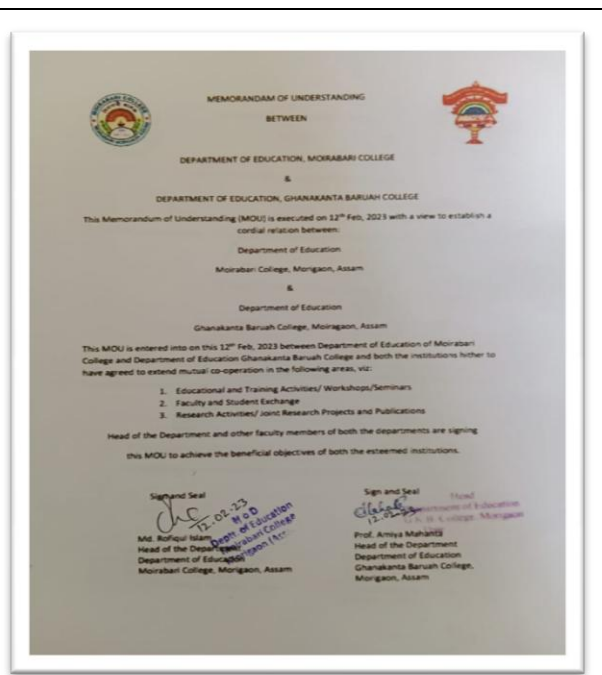 MEMORANDAM OF UNDERSTANDING
BETWEEN
DEPARTMENT OF EDUCATION, MOIRABARI COLLEGE
&
DEPARTMENT OF EDUCATION, GHANAKANTA BARUAH COLLEGE
This Memorandum of Understanding (MOU) is executed on 12th Feb, 2023 with a view to establish a
cordial relation between:
Department of Education
Moirabari College, Morigaon, Assam
&
Department of Education
Ghanakanta Baruah College, Moiragaon, Assam
This MOU is entered into on this 12th Feb, 2023 between Department of Education of Moirabari
College and Department of Education Ghanakanta Baruah College and both the institutions hither to
have agreed to extend mutual co-operation in the following areas, viz:
1. Educational and Training Activities/ Workshops/Seminars
2. Faculty and Student Exchange
3. Research Activities/ Joint Research Projects and Publications
Head of the Department and other faculty members of both the departments are signing
this MOU to achieve the beneficial objectives of both the esteemed institutions.
Sign and Seal
12.02-23
H o D
Deptt. of Education
Moirabari College
Md. Rofiqul Islam
Head of the Department
Department of Education
Moirabari College, Morigaon, Assam
Sign and Seal
12.02-23
Head
Department of Education
G.K.B. College, Morigaon
Prof. Amiya Mahanta
Head of the Department
Department of Education
Ghanakanta Baruah College,
Morigaon, Assam